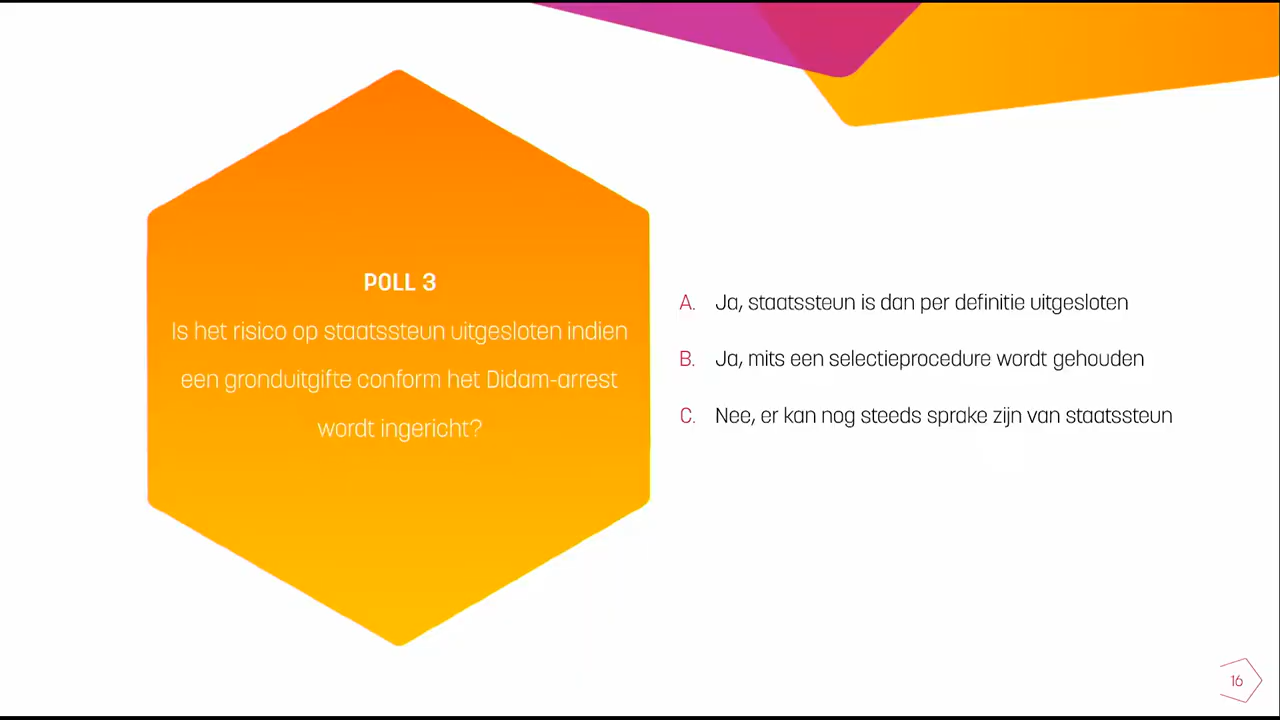 POLL 3
Is het risico op staatssteun uitgesloten indien
een gronduitgifte conform het Didam-arrest
wordt ingericht?
A. Ja, staatssteun is dan per definitie uitgesloten
B. Ja, mits een selectieprocedure wordt gehouden
C. Nee, er kan nog steeds sprake zijn van staatssteun
16